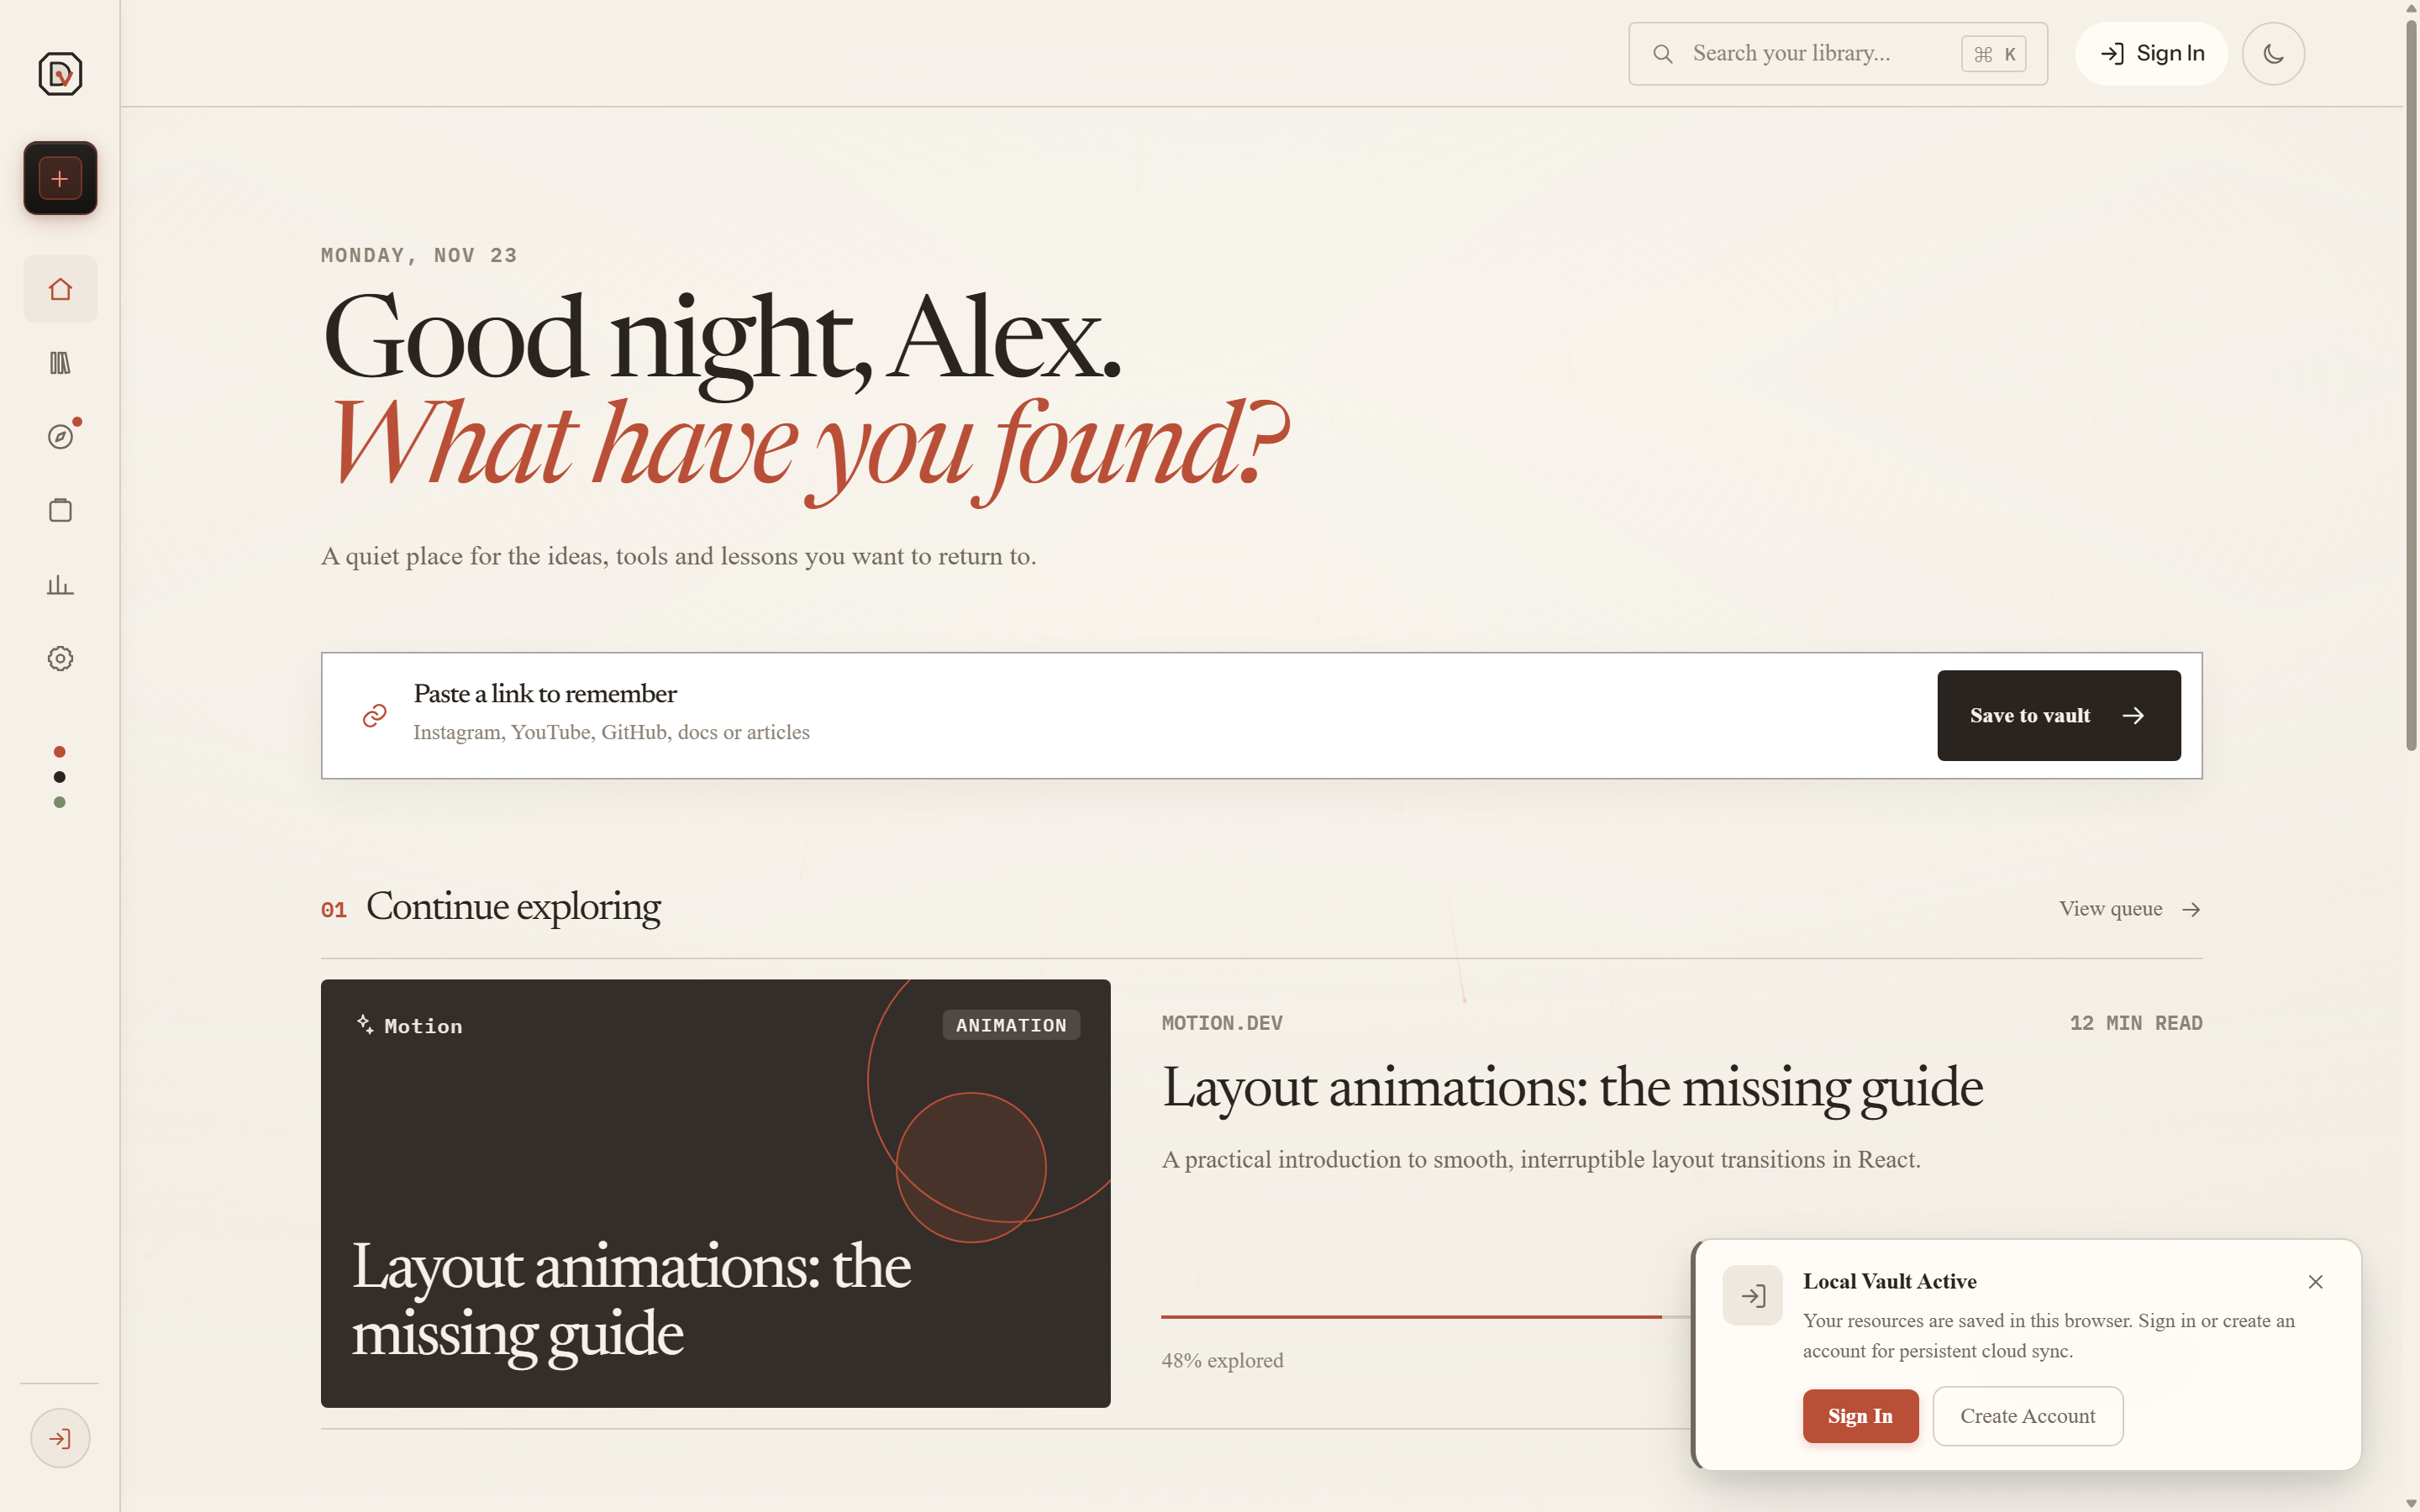 Search your library...
⌘ K
Sign In
MONDAY, NOV 23
Good night, Alex.
What have you found?
A quiet place for the ideas, tools and lessons you want to return to.
Paste a link to remember
Instagram, YouTube, GitHub, docs or articles
Save to vault
01 Continue exploring
View queue
Motion
ANIMATION
Layout animations: the
missing guide
MOTION.DEV
12 MIN READ
Layout animations: the missing guide
A practical introduction to smooth, interruptible layout transitions in React.
48% explored
Local Vault Active
Your resources are saved in this browser. Sign in or create an
account for persistent cloud sync.
Sign In
Create Account